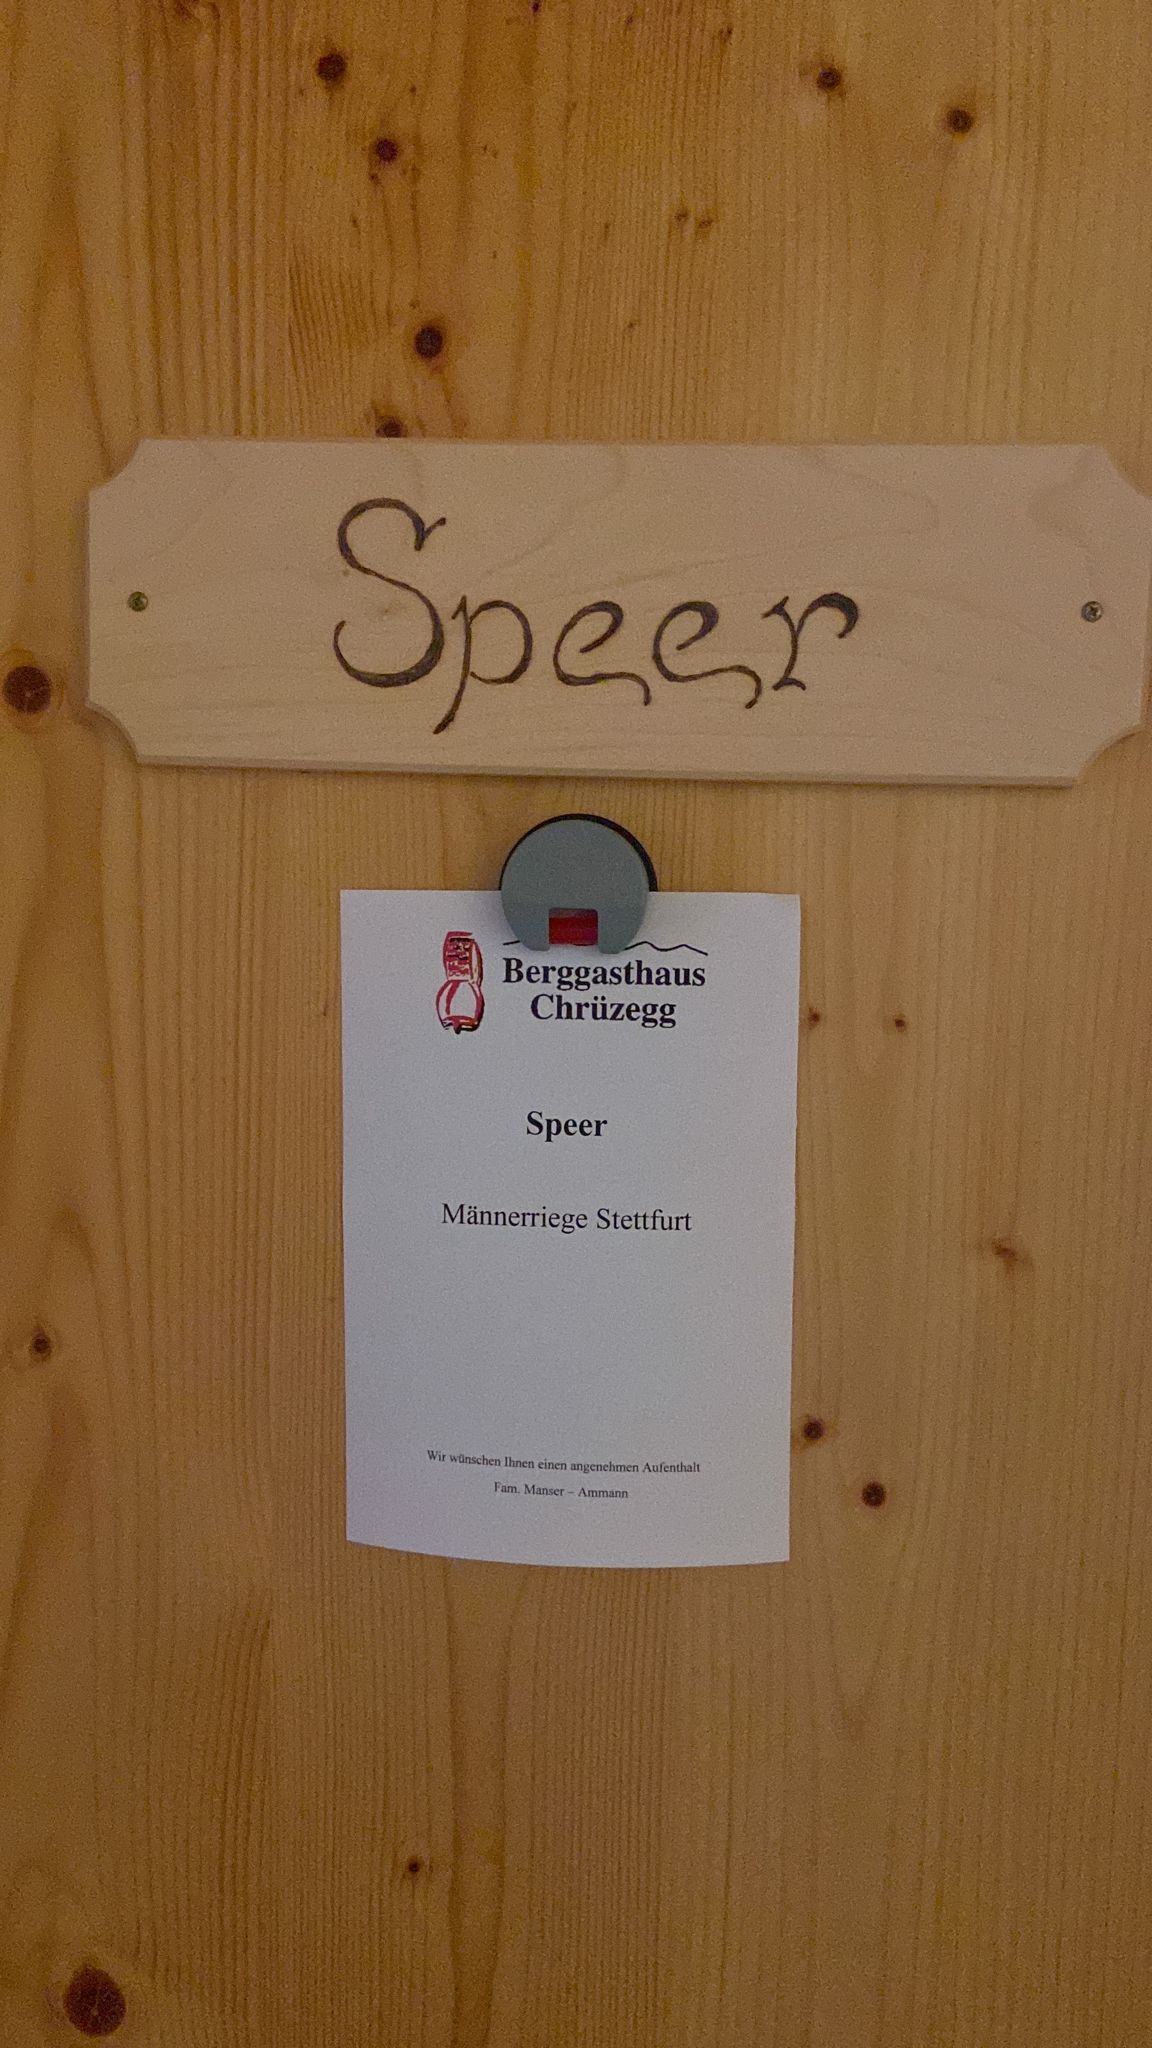 Speer
Berggasthaus
Chrüzegg
Speer
Männerriege Stettfurt
Wir wünschen Ihnen einen angenehmen Aufenthalt
Fam. Manser – Ammann